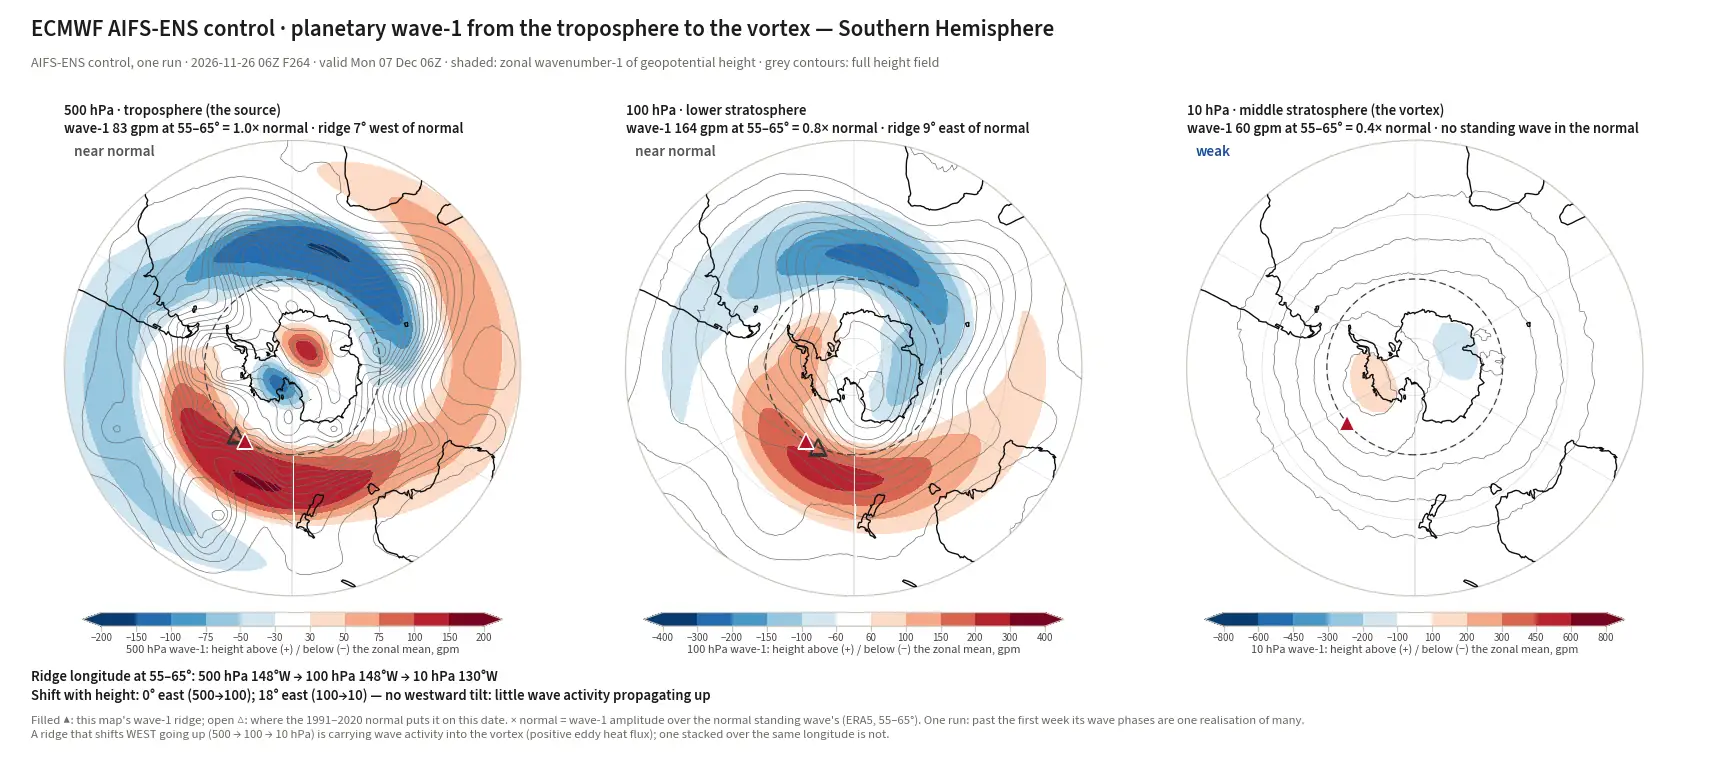 ECMWF AIFS-ENS control · planetary wave-1 from the troposphere to the vortex — Southern Hemisphere
AIFS-ENS control, one run · 2026-11-26 06Z F264 · valid Mon 07 Dec 06Z · shaded: zonal wavenumber-1 of geopotential height · grey contours: full height field
500 hPa · troposphere (the source)
wave-1 83 gpm at 55–65° = 1.0× normal · ridge 7° west of normal
near normal
100 hPa · lower stratosphere
wave-1 164 gpm at 55–65° = 0.8× normal · ridge 9° east of normal
near normal
10 hPa · middle stratosphere (the vortex)
wave-1 60 gpm at 55–65° = 0.4× normal · no standing wave in the normal
weak
−200 −150 −100 −75 −50 −30 30 50 75 100 150 200
500 hPa wave-1: height above (+) / below (−) the zonal mean, gpm
−400 −300 −200 −150 −100 −60 60 100 150 200 300 400
100 hPa wave-1: height above (+) / below (−) the zonal mean, gpm
−800 −600 −450 −300 −200 −100 100 200 300 450 600 800
10 hPa wave-1: height above (+) / below (−) the zonal mean, gpm
Ridge longitude at 55–65°: 500 hPa 148°W → 100 hPa 148°W → 10 hPa 130°W
Shift with height: 0° east (500→100); 18° east (100→10) — no westward tilt: little wave activity propagating up
Filled ▲: this map's wave-1 ridge; open △: where the 1991–2020 normal puts it on this date. × normal = wave-1 amplitude over the normal standing wave's (ERA5, 55–65°). One run: past the first week its wave phases are one realisation of many.
A ridge that shifts WEST going up (500 → 100 → 10 hPa) is carrying wave activity into the vortex (positive eddy heat flux); one stacked over the same longitude is not.